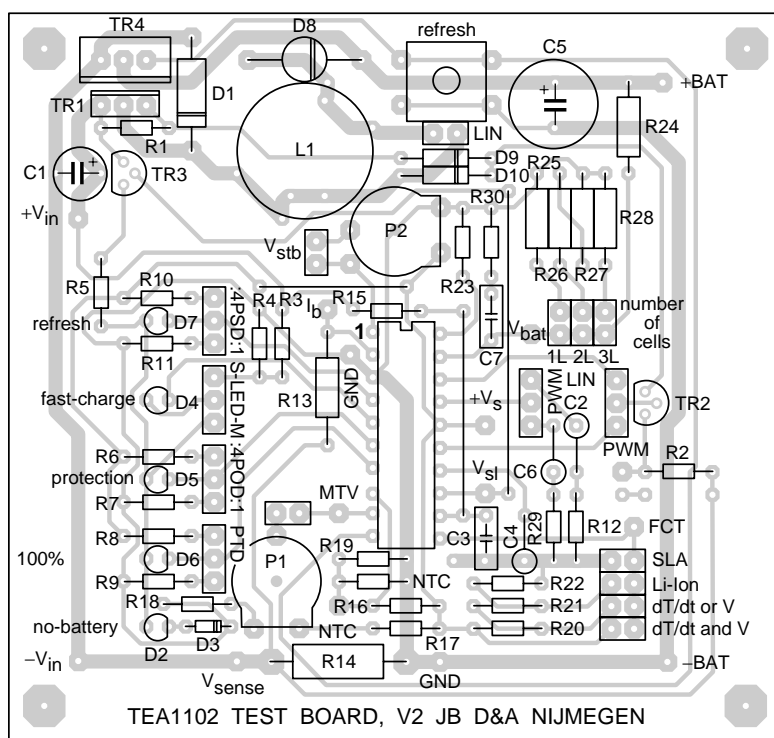 TR4
D8
refresh
C5
+BAT
D1
TR1
R24
R1
LIN
L1
D9
C1
TR3
D10
R25
+Vin
R30
R28
P2
Vstb
R5
R10
R4
R3
Ib
R15
R23
R26
R27
:4PSD:1
number
of
cells
refresh
D7
1
Vbat
C7
1L
2L
3L
R11
S-LED-M
GND
PWM
LIN
fast-charge
D4
R13
+Vs
C2
TR2
R6
:4POD:1
PWM
R2
protection
D5
Vsl
C6
R7
MTV
R8
PTD
C3
C4
R29
R12
FCT
P1
R19
100%
D6
SLA
R9
NTC
R22
Li-Ion
R18
R16
R21
dT/dt or V
no-battery
D2
D3
NTC
R17
R20
dT/dt and V
−Vin
R14
−BAT
Vsense
GND
TEA1102 TEST BOARD, V2 JB D&A NIJMEGEN